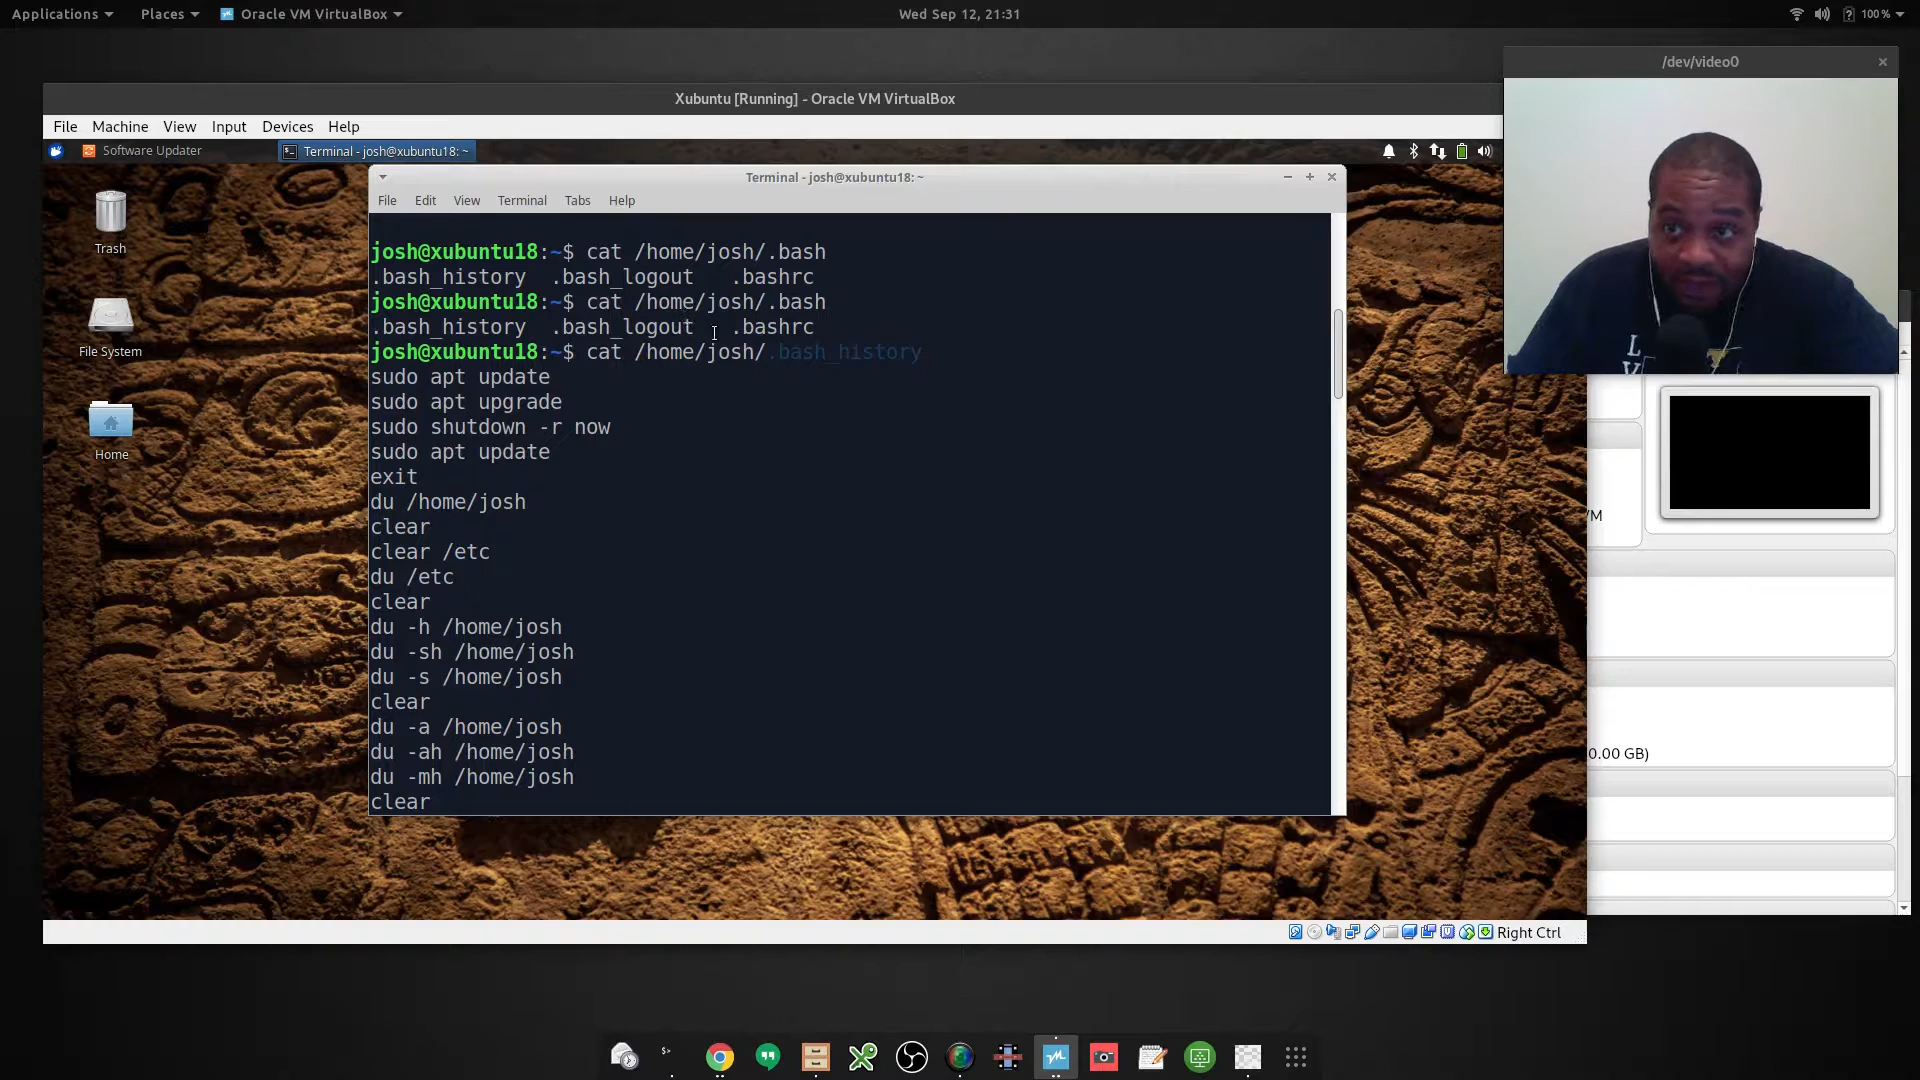 Applications Places Oracle VM VirtualBox Wed Sep 12, 21:31 100%
/dev/video0
Xubuntu [Running] - Oracle VM VirtualBox
File Machine View Input Devices Help
Software Updater Terminal - josh@xubuntu18: ~
Terminal - josh@xubuntu18: ~
File Edit View Terminal Tabs Help
josh@xubuntu18:~$ cat /home/josh/.bash
.bash_history .bash_logout .bashrc
josh@xubuntu18:~$ cat /home/josh/.bash
.bash_history .bash_logout .bashrc
josh@xubuntu18:~$ cat /home/josh/.bash_history
sudo apt update
sudo apt upgrade
sudo shutdown -r now
sudo apt update
exit
du /home/josh
clear
clear /etc
du /etc
clear
du -h /home/josh
du -sh /home/josh
du -s /home/josh
clear
du -a /home/josh
du -ah /home/josh
du -mh /home/josh
clear
Trash
File System
Home
L
V
0.00 GB)
Right Ctrl